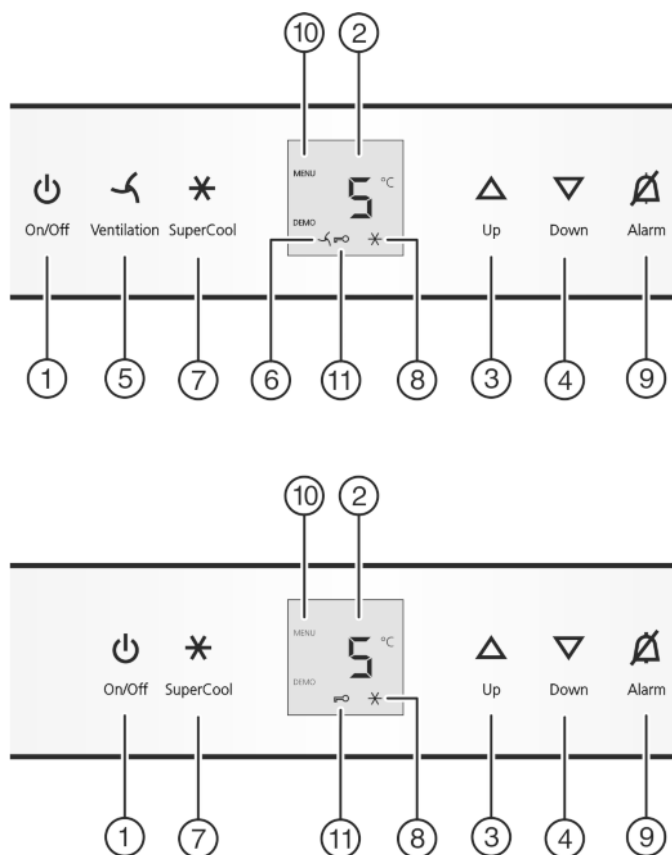 10 2
MENU
5 °C
DEMO
On/Off Ventilation SuperCool Up Down Alarm
1 5 7 6 11 8 3 4 9
10 2
MENU
5 °C
DEMO
On/Off SuperCool Up Down Alarm
1 7 11 8 3 4 9